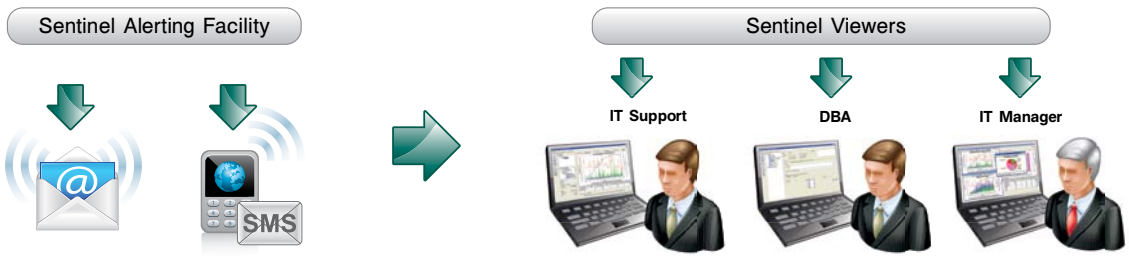 Sentinel Alerting Facility
Sentinel Viewers
IT Support
DBA
IT Manager
@
SMS